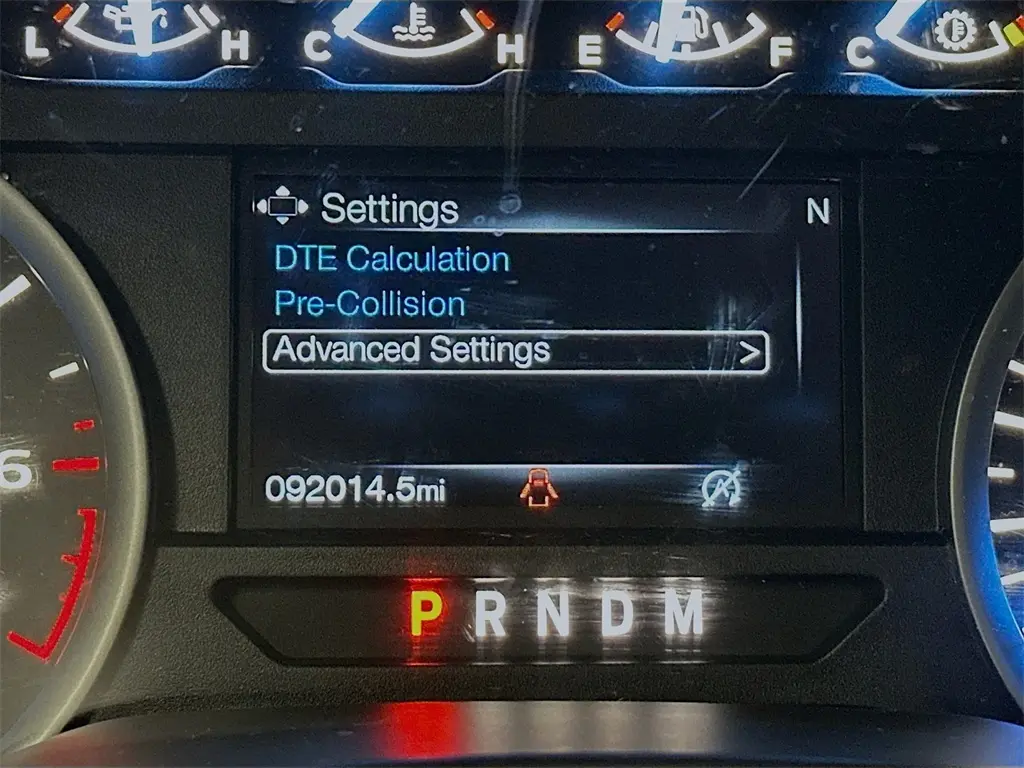 L H C H E F C
Settings N
DTE Calculation
Pre-Collision
Advanced Settings >
092014.5mi
6
P R N D M